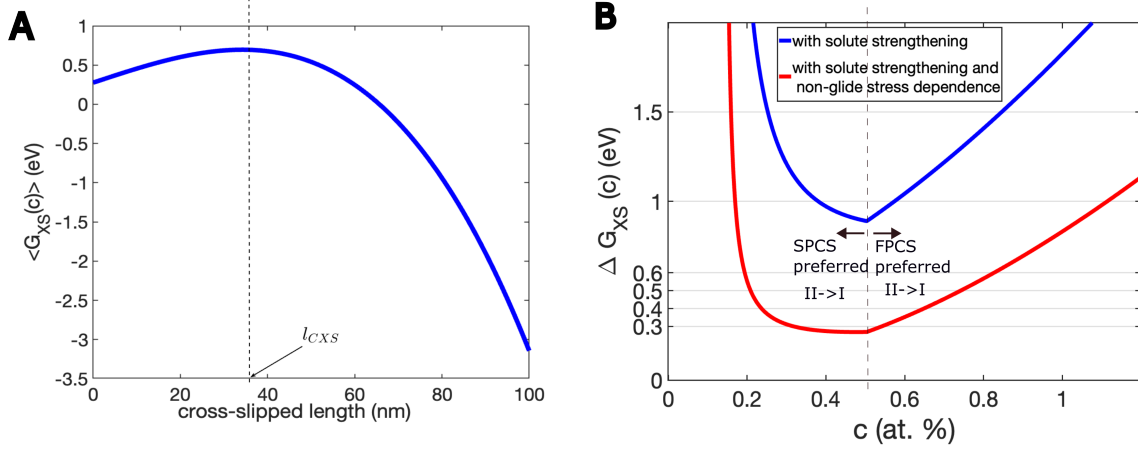 A
1
0.5
0
-0.5
-1
-1.5
-2
-2.5
-3
-3.5
<G_XS(c)> (eV)
l_CXS
0 20 40 60 80 100
cross-slipped length (nm)
B
with solute strengthening
with solute strengthening and
non-glide stress dependence
1.5
1
0.6
0.5
0.4
0.3
0
Δ G_XS (c) (eV)
SPCS FPCS
preferred preferred
II->I II->I
0 0.2 0.4 0.6 0.8 1
c (at. %)